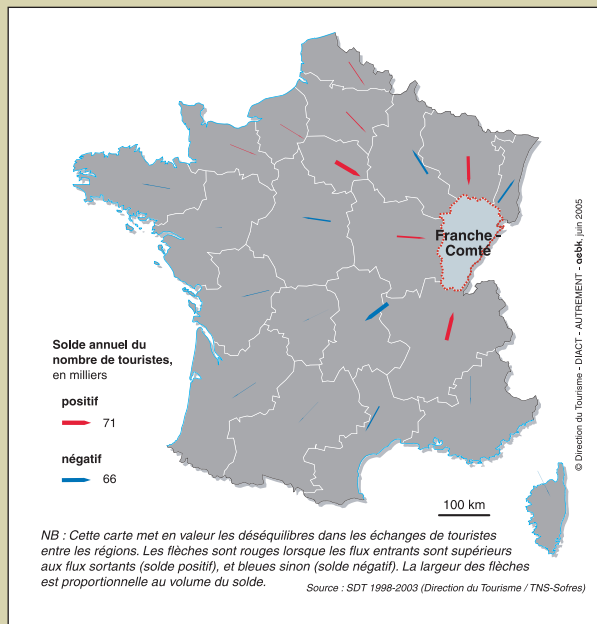 Franche -
Comté
Solde annuel du
nombre de touristes,
en milliers
positif
71
négatif
66
100 km
© Direction du Tourisme - DIACT - AUTREMENT - aebk, juin 2005
NB : Cette carte met en valeur les déséquilibres dans les échanges de touristes
entre les régions. Les flèches sont rouges lorsque les flux entrants sont supérieurs
aux flux sortants (solde positif), et bleues sinon (solde négatif). La largeur des flèches
est proportionnelle au volume du solde.
Source : SDT 1998-2003 (Direction du Tourisme / TNS-Sofres)